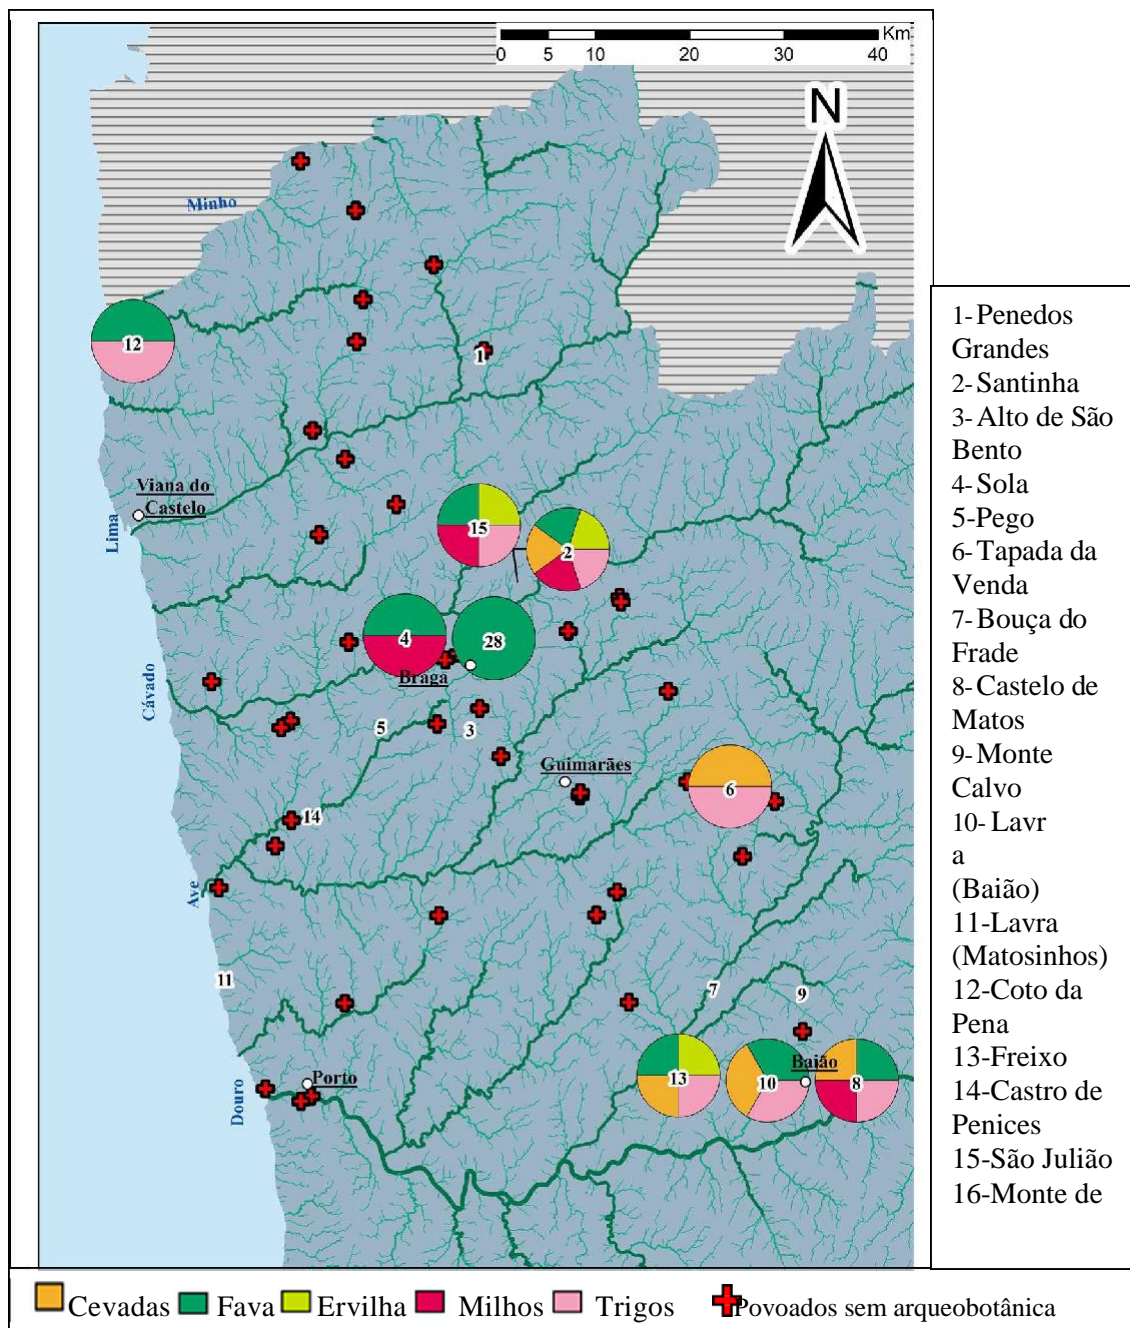 Km
0 5 10 20 30 40
N
Minho
12
1
Viana do
Castelo
Lima
15
2
4
28
Braga
Cávado
5
3
Guimarães
6
14
Ave
11
7
9
Baião
13
10
8
Porto
Douro
1-Penedos
Grandes
2-Santinha
3-Alto de São
Bento
4-Sola
5-Pego
6-Tapada da
Venda
7-Bouça do
Frade
8-Castelo de
Matos
9-Monte
Calvo
10-Lavr
a
(Baião)
11-Lavra
(Matosinhos)
12-Coto da
Pena
13-Freixo
14-Castro de
Penices
15-São Julião
16-Monte de
Cevadas Fava Ervilha Milhos Trigos Povoados sem arqueobotânica